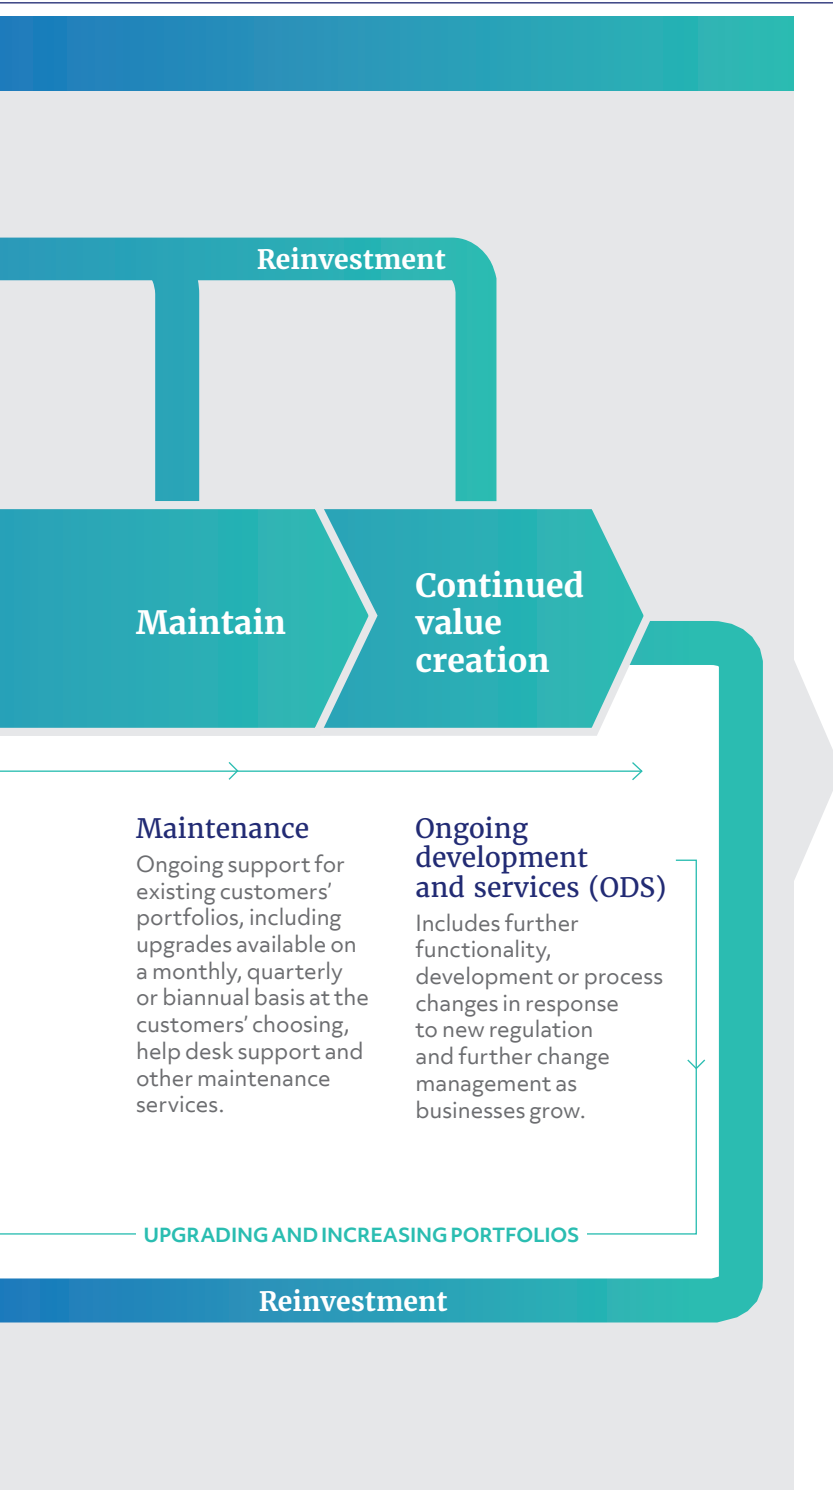 Reinvestment
Maintain
Continued
value
creation
Maintenance
Ongoing support for
existing customers’
portfolios, including
upgrades available on
a monthly, quarterly
or biannual basis at the
customers’ choosing,
help desk support and
other maintenance
services.
Ongoing
development
and services (ODS)
Includes further
functionality,
development or process
changes in response
to new regulation
and further change
management as
businesses grow.
UPGRADING AND INCREASING PORTFOLIOS
Reinvestment